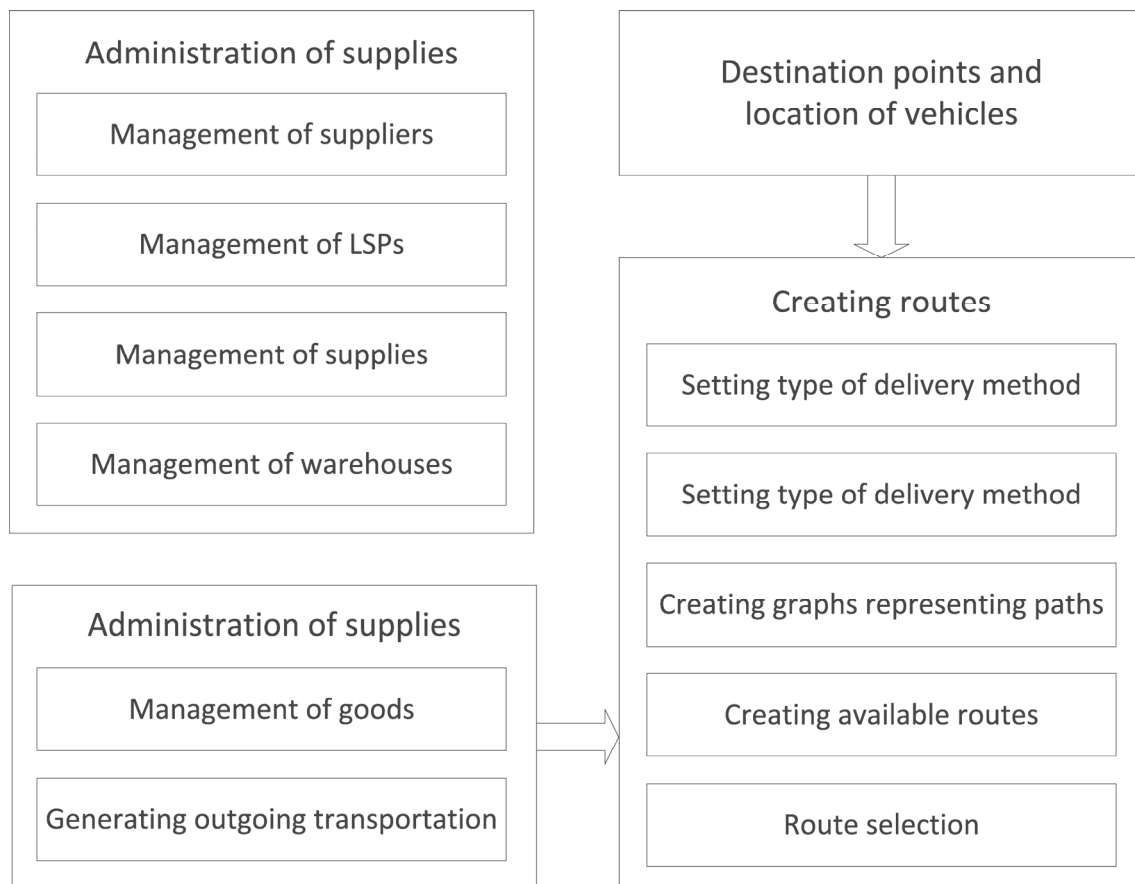 Administration of supplies
Management of suppliers
Management of LSPs
Management of supplies
Management of warehouses
Administration of supplies
Management of goods
Generating outgoing transportation
Destination points and
location of vehicles
Creating routes
Setting type of delivery method
Setting type of delivery method
Creating graphs representing paths
Creating available routes
Route selection